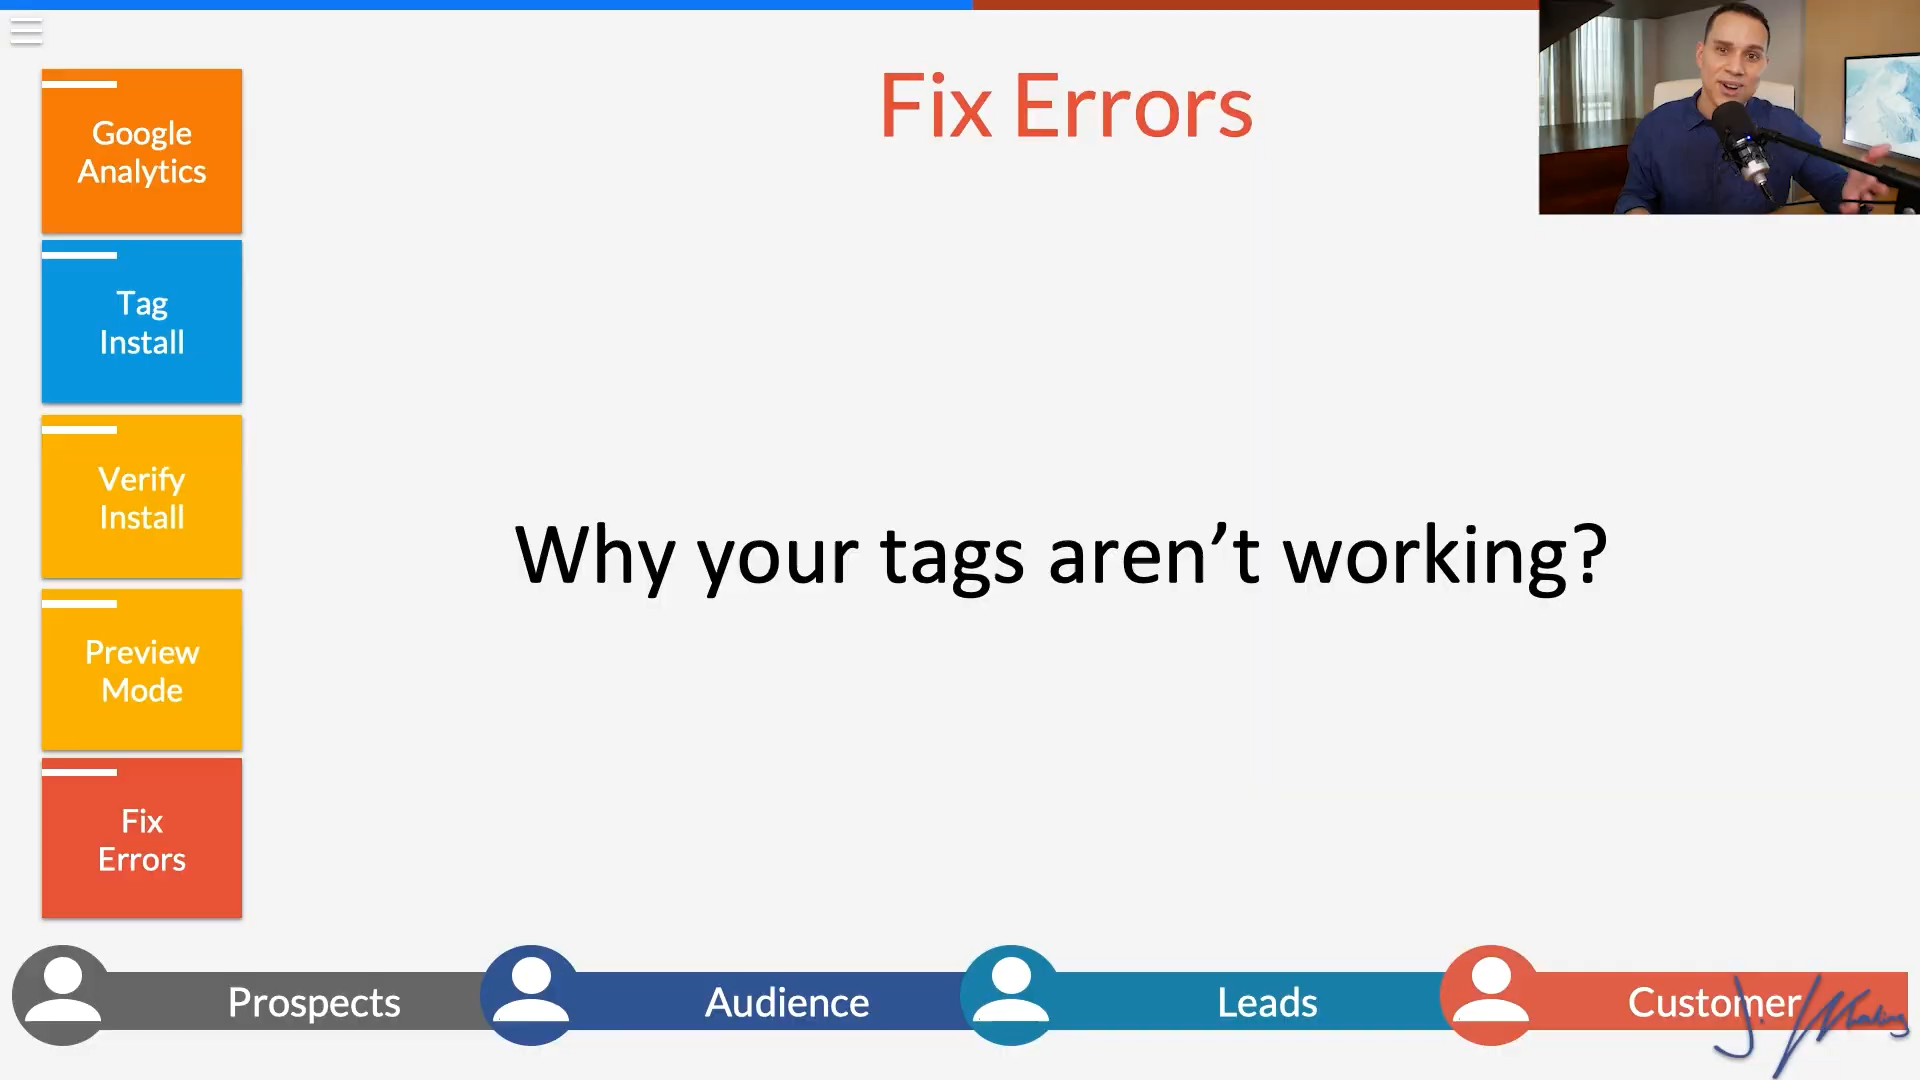 Fix Errors
Google
Analytics
Tag
Install
Verify
Install
Preview
Mode
Fix
Errors
Why your tags aren’t working?
Prospects
Audience
Leads
Customer